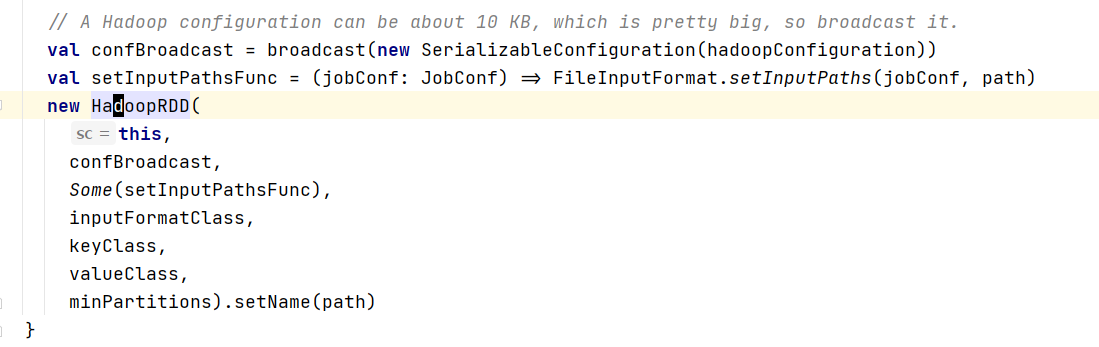 // A Hadoop configuration can be about 10 KB, which is pretty big, so broadcast it.
val confBroadcast = broadcast(new SerializableConfiguration(hadoopConfiguration))
val setInputPathsFunc = (jobConf: JobConf) => FileInputFormat.setInputPaths(jobConf, path)
new HadoopRDD(
sc = this,
confBroadcast,
Some(setInputPathsFunc),
inputFormatClass,
keyClass,
valueClass,
minPartitions).setName(path)
}